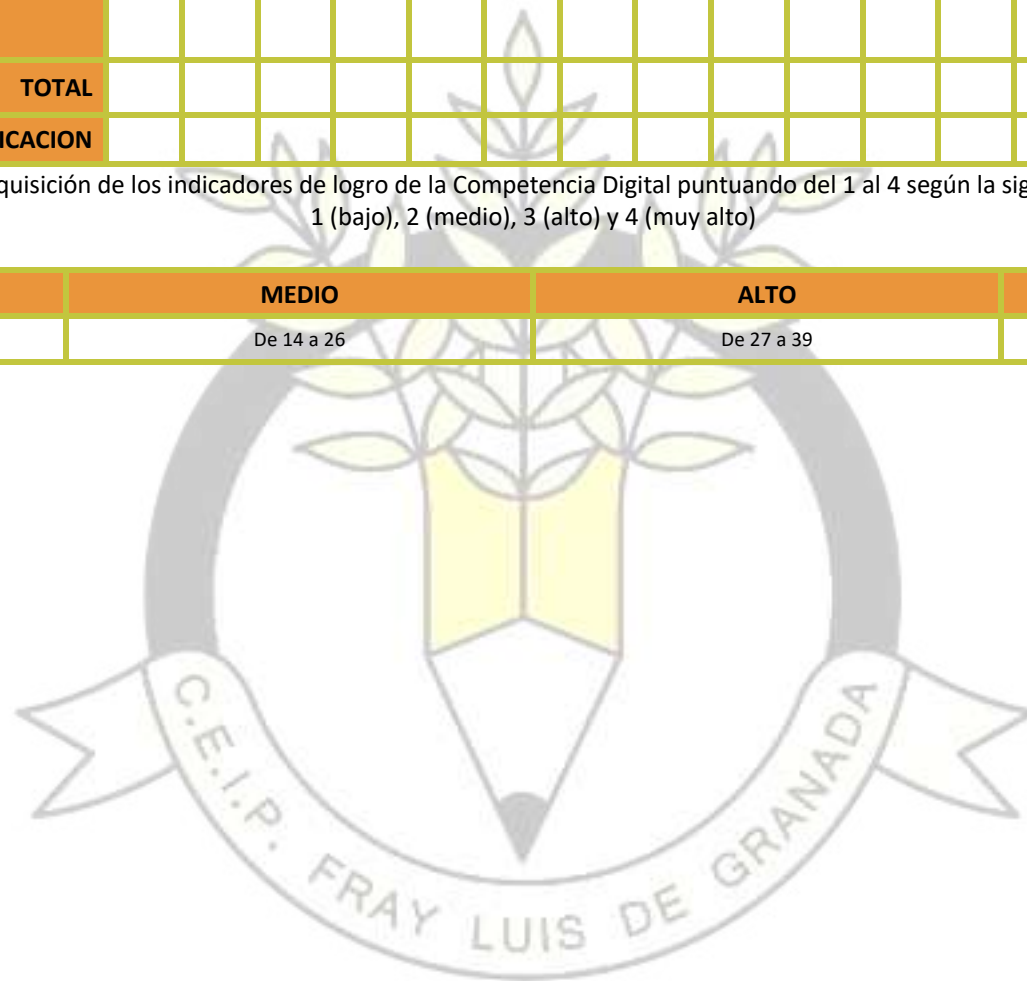 TOTAL
ICACION
quisición de los indicadores de logro de la Competencia Digital puntuando del 1 al 4 según la sig
1 (bajo), 2 (medio), 3 (alto) y 4 (muy alto)
MEDIO ALTO
De 14 a 26 De 27 a 39
C.E.I.P. FRAY LUIS DE GRANADA